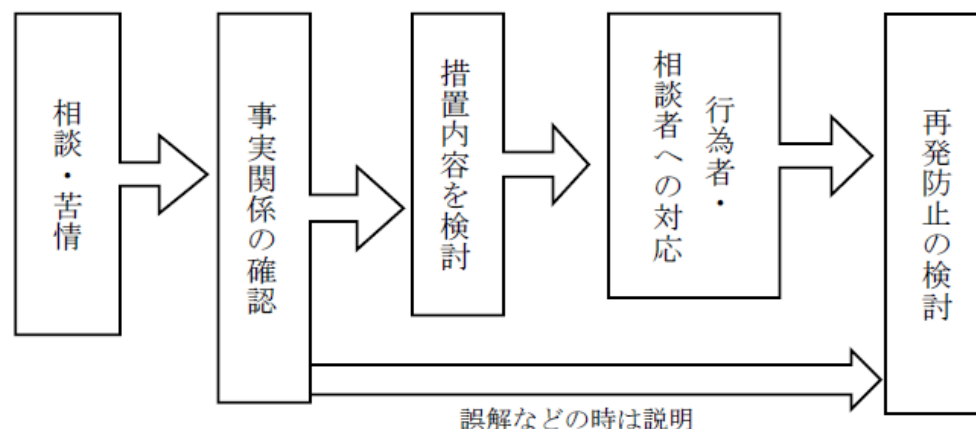 相談・苦情
事実関係の確認
措置内容を検討
行為者・
相談者への対応
再発防止の検討
誤解などの時は説明